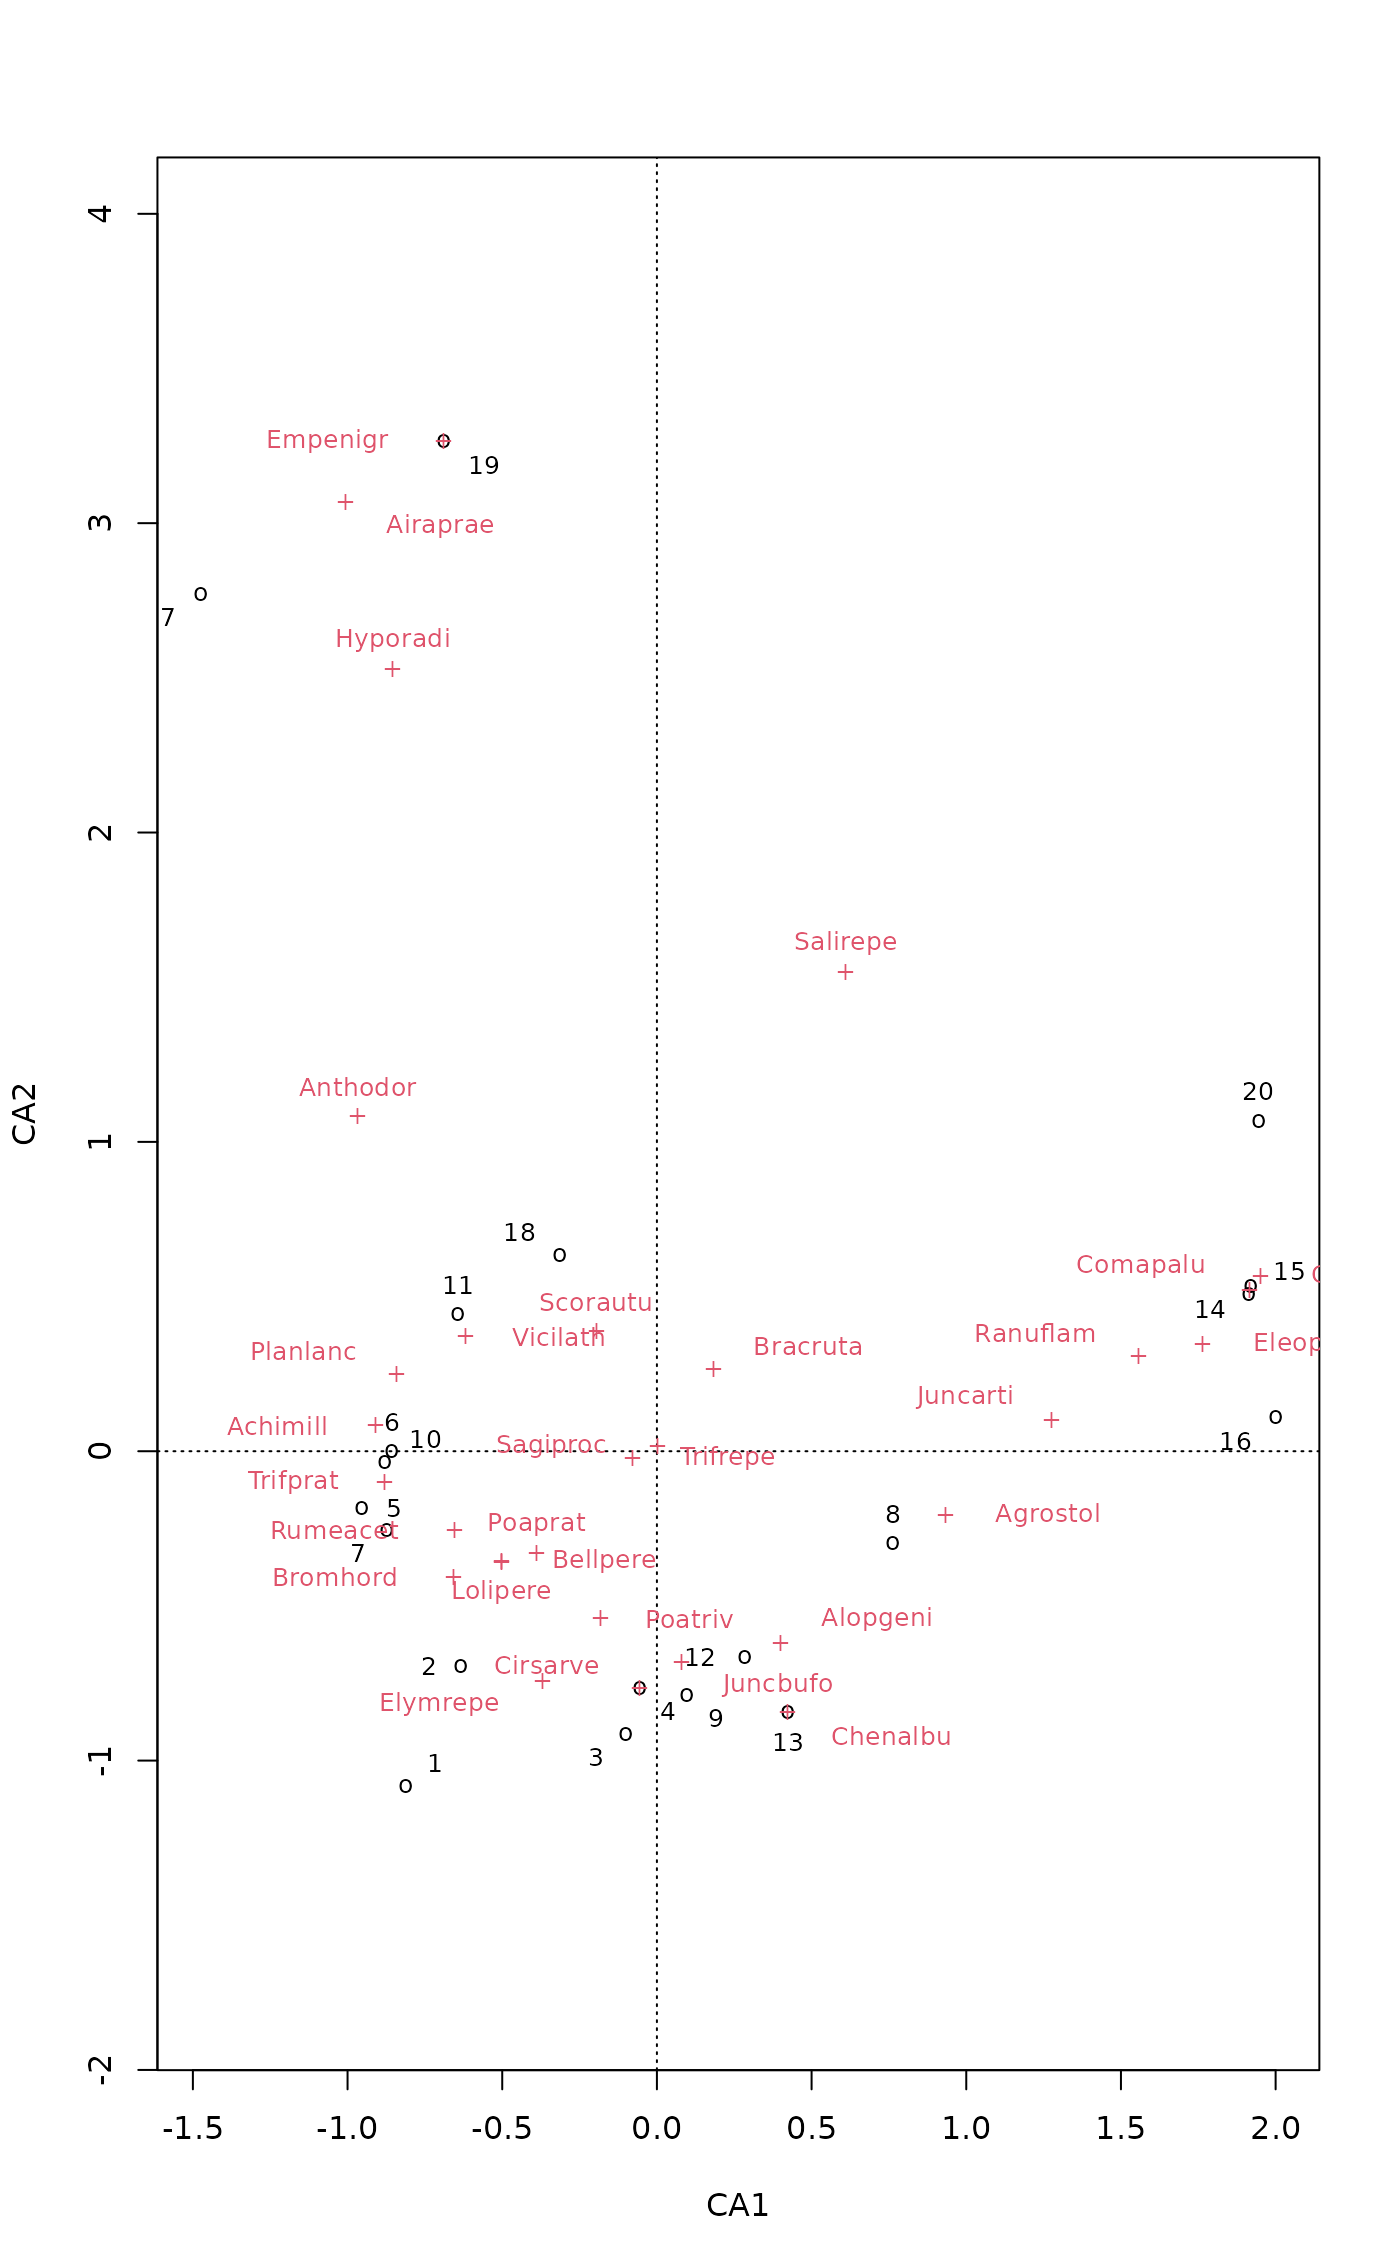 4
3
2
1
0
-1
-2
CA2
Empenigr
19
Airaprae
7
Hyporadi
Salirepe
Anthodor
20
18
11
Comapalu
15
Scorautu
14
Vicilath
Ranuflam
Eleop
Planlanc
Bracruta
Juncarti
Achimill
6
10
Sagiproc
16
Trifrepe
Trifprat
5
8
Agrostol
Rumeacet
Poaprat
7
Bellpere
Bromhord
Lolipere
Poatriv
Alopgeni
2
Cirsarve
12
Juncbufo
Elymrepe
4
9
Chenalbu
13
3
1
-1.5 -1.0 -0.5 0.0 0.5 1.0 1.5 2.0
CA1